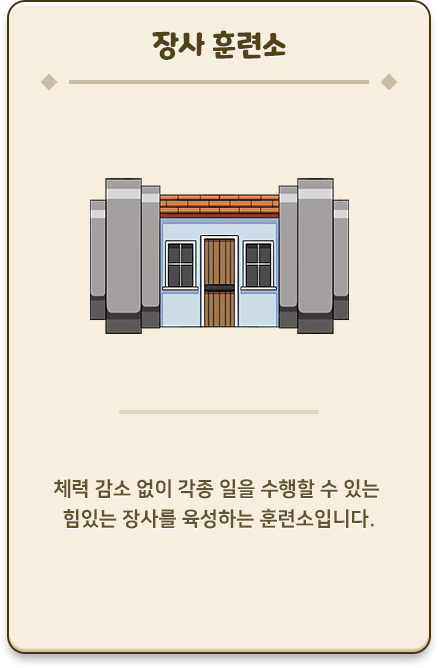 장사 훈련소
체력 감소 없이 각종 일을 수행할 수 있는
힘있는 장사를 육성하는 훈련소입니다.